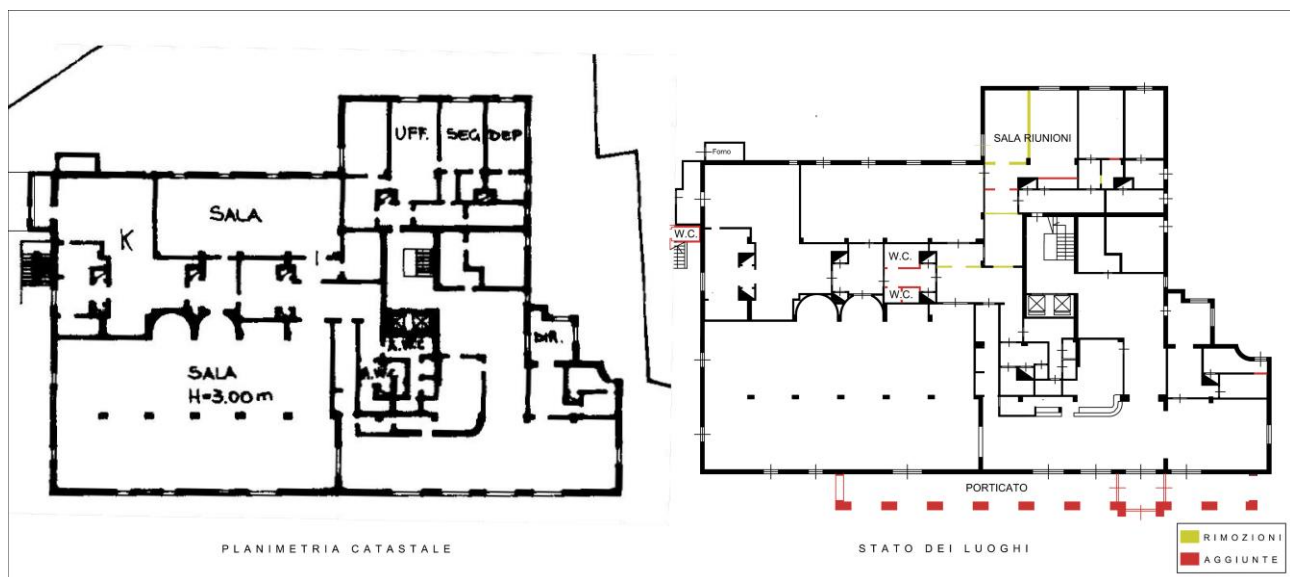 UFF.
SEG
DEP
SALA
K
SALA
H=3.00m
A.W.C
A.W.C
DIR.
PLANIMETRIA CATASTALE
SALA RIUNIONI
Forno
W.C.
W.C.
W.C.
PORTICATO
STATO DEI LUOGHI
RIMOZIONI
AGGIUNTE